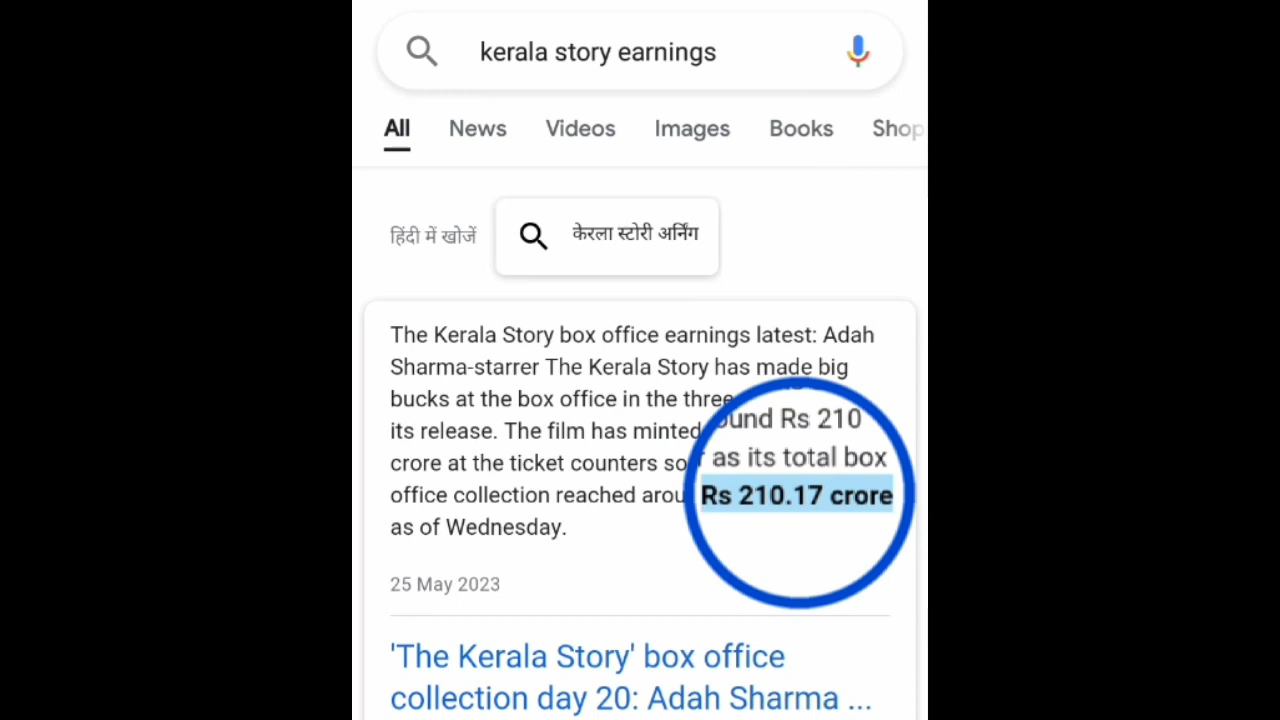 kerala story earnings
All News Videos Images Books Shop
हिंदी में खोजें केरला स्टोरी अर्निंग
The Kerala Story box office earnings latest: Adah
Sharma-starrer The Kerala Story has made big
bucks at the box office in the three
its release. The film has minted ound Rs 210
crore at the ticket counters so as its total box
office collection reached arou Rs 210.17 crore
as of Wednesday.
25 May 2023
'The Kerala Story' box office
collection day 20: Adah Sharma ...